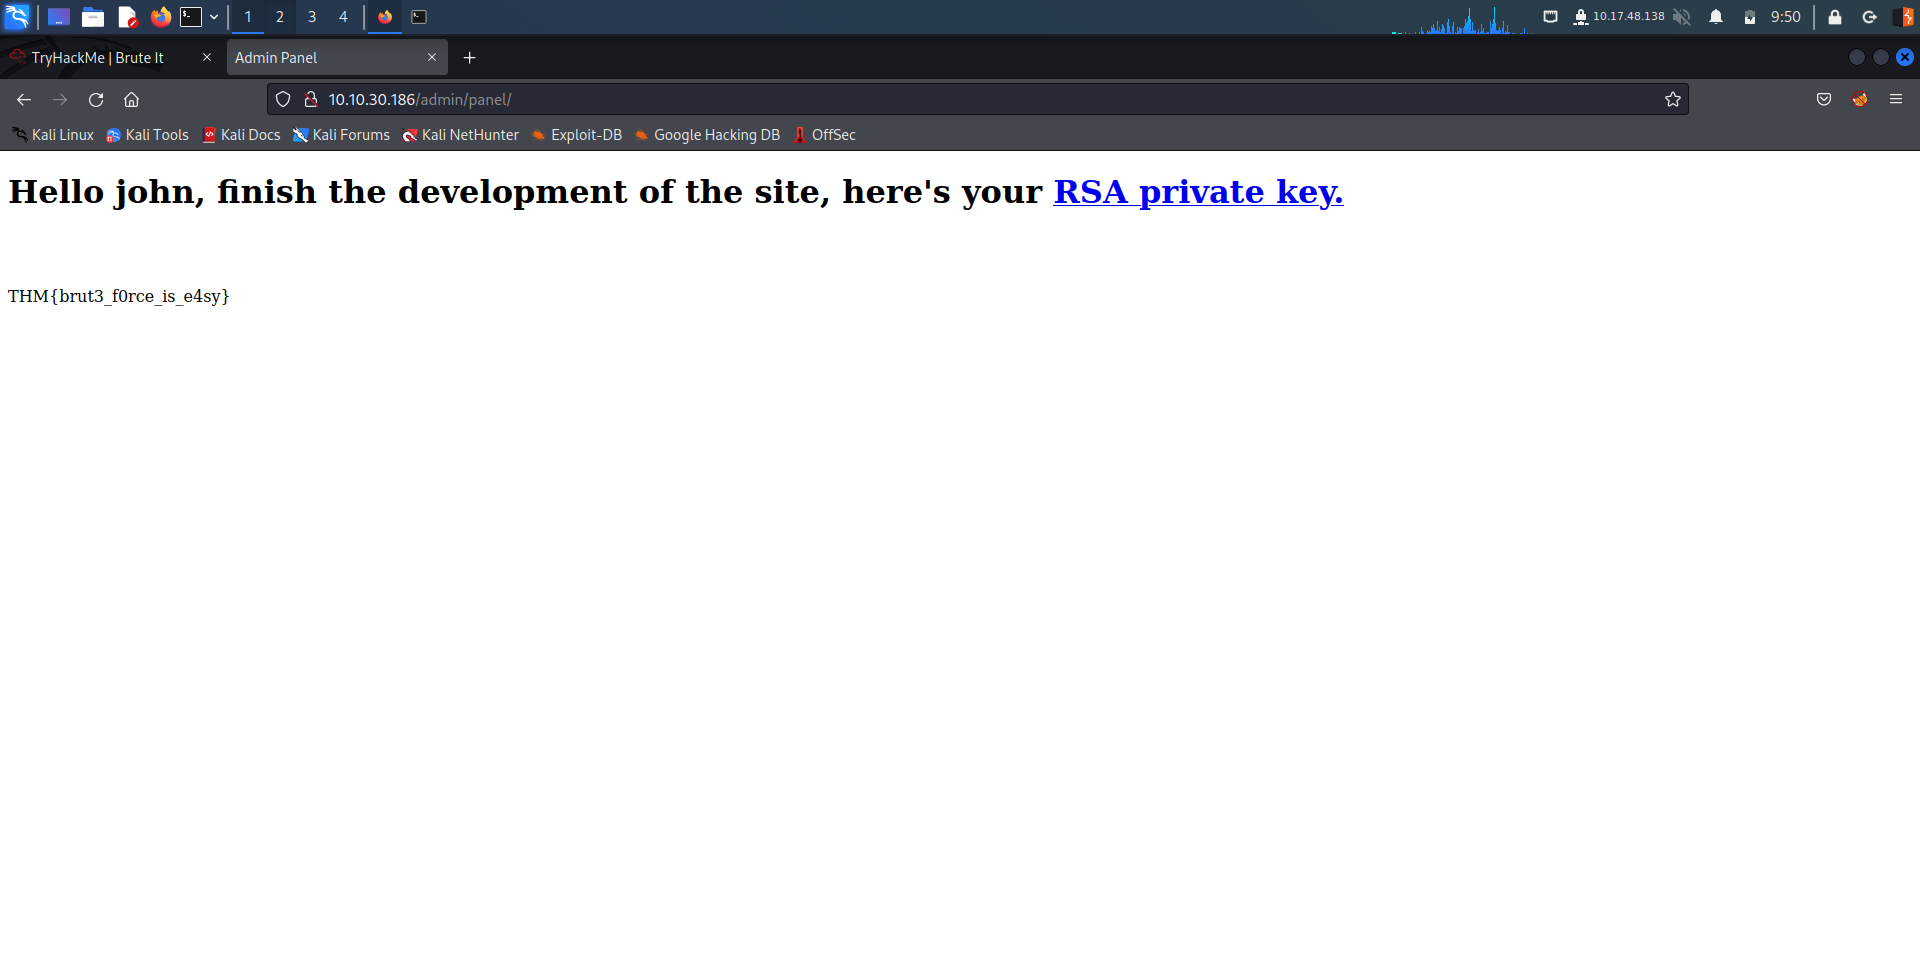 1 2 3 4 10.17.48.138 9:50
TryHackMe | Brute It Admin Panel
10.10.30.186/admin/panel/
Kali Linux Kali Tools Kali Docs Kali Forums Kali NetHunter Exploit-DB Google Hacking DB OffSec
Hello john, finish the development of the site, here's your RSA private key.
THM{brut3_f0rce_is_e4sy}